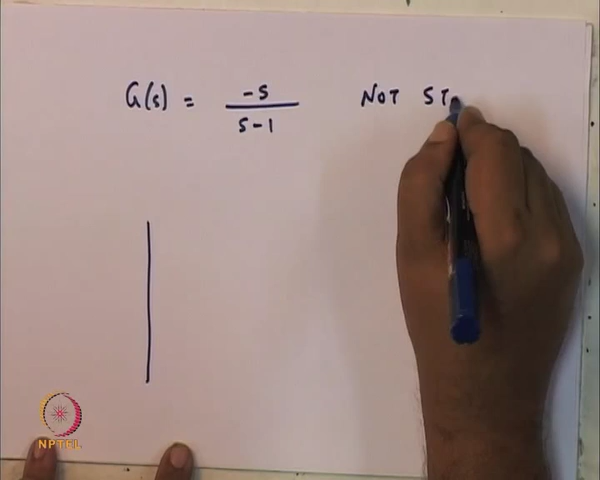 G(s) = -s / s-1 NOT ST
NPTEL